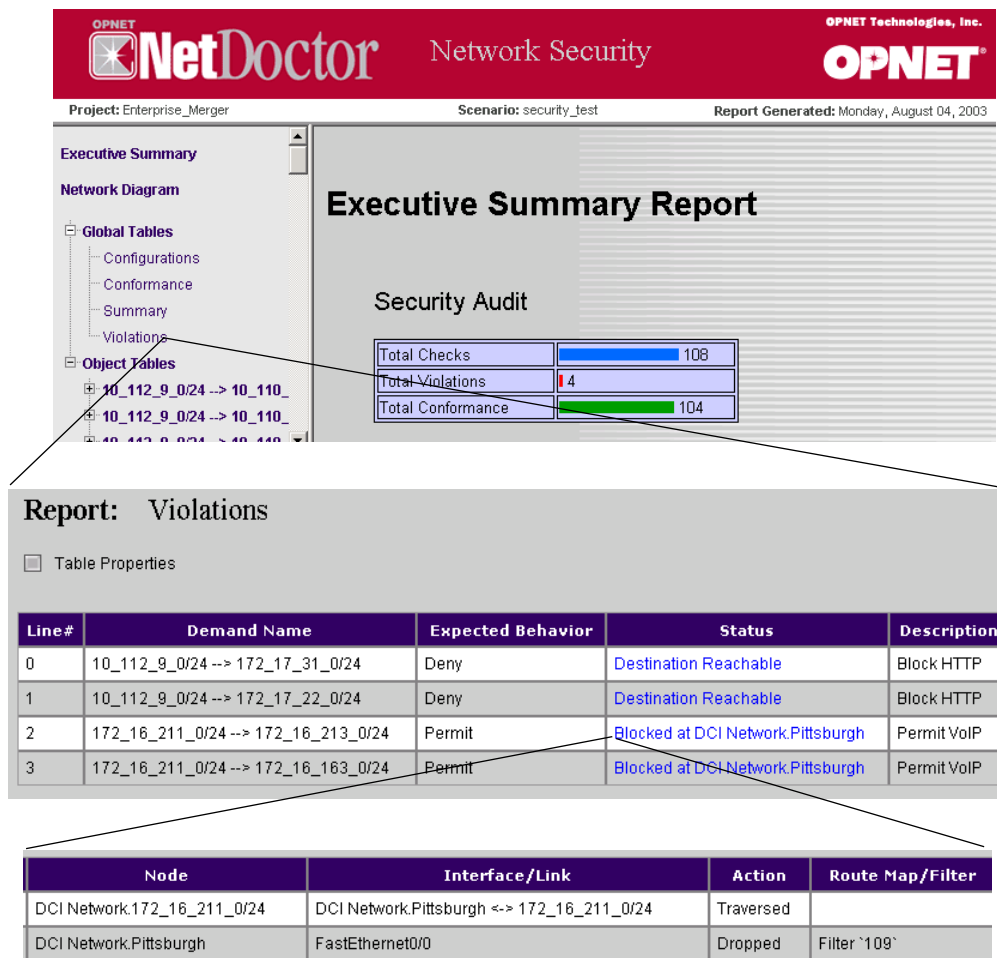 OPNET
NetDoctor
Network Security
OPNET Technologies, Inc.
OPNET®
Project: Enterprise_Merger
Scenario: security_test
Report Generated: Monday, August 04, 2003
Executive Summary
Network Diagram
Global Tables
Configurations
Conformance
Summary
Violations
Object Tables
10_112_9_0/24 --> 10_110_
10_112_9_0/24 --> 10_110_
10_112_9_0/24 --> 10_110_
Executive Summary Report
Security Audit
Total Checks 108
Total Violations 4
Total Conformance 104
Report: Violations
Table Properties
Line# Demand Name Expected Behavior Status Description
0 10_112_9_0/24 --> 172_17_31_0/24 Deny Destination Reachable Block HTTP
1 10_112_9_0/24 --> 172_17_22_0/24 Deny Destination Reachable Block HTTP
2 172_16_211_0/24 --> 172_16_213_0/24 Permit Blocked at DCI Network.Pittsburgh Permit VoIP
3 172_16_211_0/24 --> 172_16_163_0/24 Permit Blocked at DCI Network.Pittsburgh Permit VoIP
Node Interface/Link Action Route Map/Filter
DCI Network.172_16_211_0/24 DCI Network.Pittsburgh <-> 172_16_211_0/24 Traversed
DCI Network.Pittsburgh FastEthernet0/0 Dropped Filter `109`